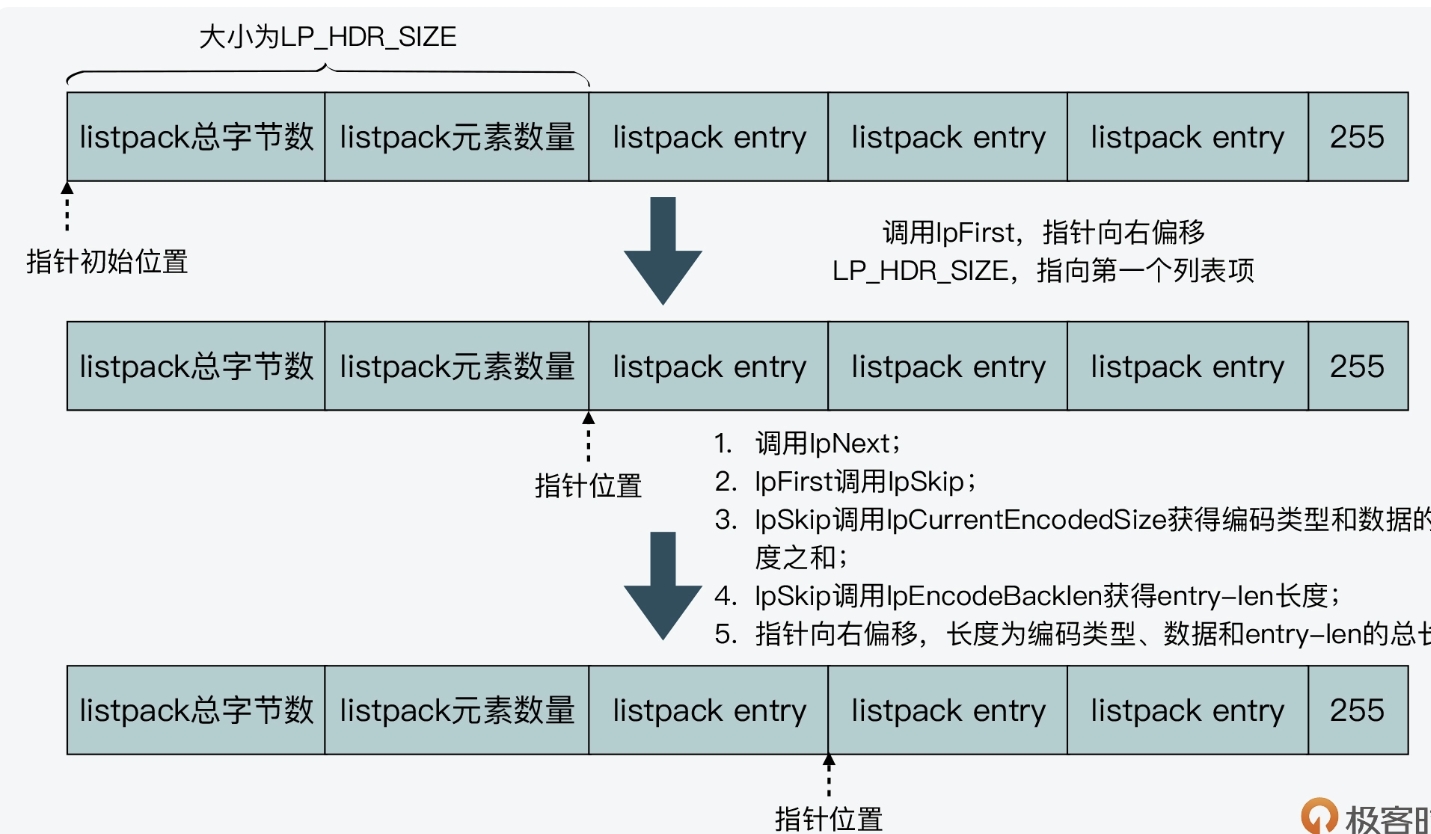 大小为LP_HDR_SIZE
listpack总字节数 listpack元素数量 listpack entry listpack entry listpack entry 255
指针初始位置
调用lpFirst，指针向右偏移
LP_HDR_SIZE，指向第一个列表项
listpack总字节数 listpack元素数量 listpack entry listpack entry listpack entry 255
指针位置
1. 调用lpNext；
2. lpFirst调用lpSkip；
3. lpSkip调用lpCurrentEncodedSize获得编码类型和数据的
度之和；
4. lpSkip调用lpEncodeBacklen获得entry-len长度；
5. 指针向右偏移，长度为编码类型、数据和entry-len的总长
listpack总字节数 listpack元素数量 listpack entry listpack entry listpack entry 255
指针位置
极客时